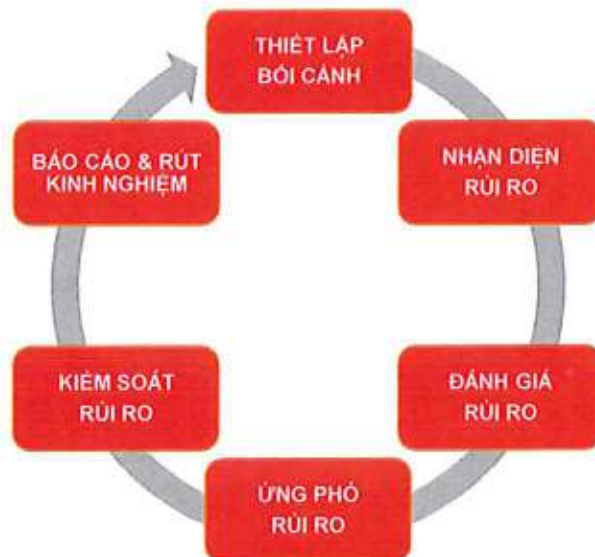 THIẾT LẬP
BỐI CẢNH
NHẬN DIỆN
RỦI RO
ĐÁNH GIÁ
RỦI RO
ỨNG PHÓ
RỦI RO
KIỂM SOÁT
RỦI RO
BÁO CÁO & RÚT
KINH NGHIỆM